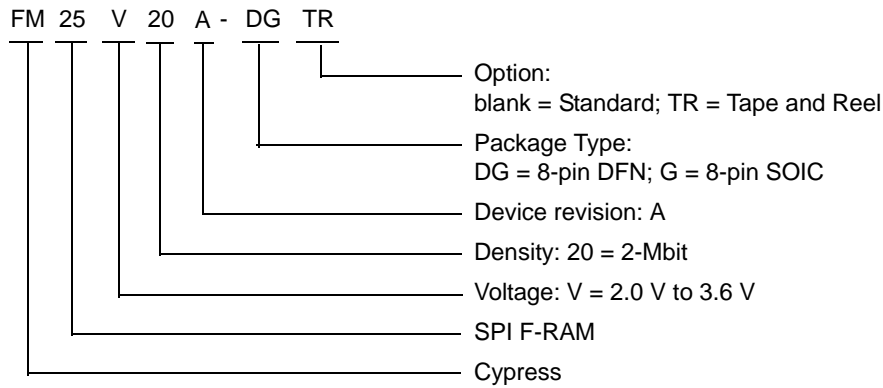 FM 25 V 20 A - DG TR
Option:
blank = Standard; TR = Tape and Reel
Package Type:
DG = 8-pin DFN; G = 8-pin SOIC
Device revision: A
Density: 20 = 2-Mbit
Voltage: V = 2.0 V to 3.6 V
SPI F-RAM
Cypress